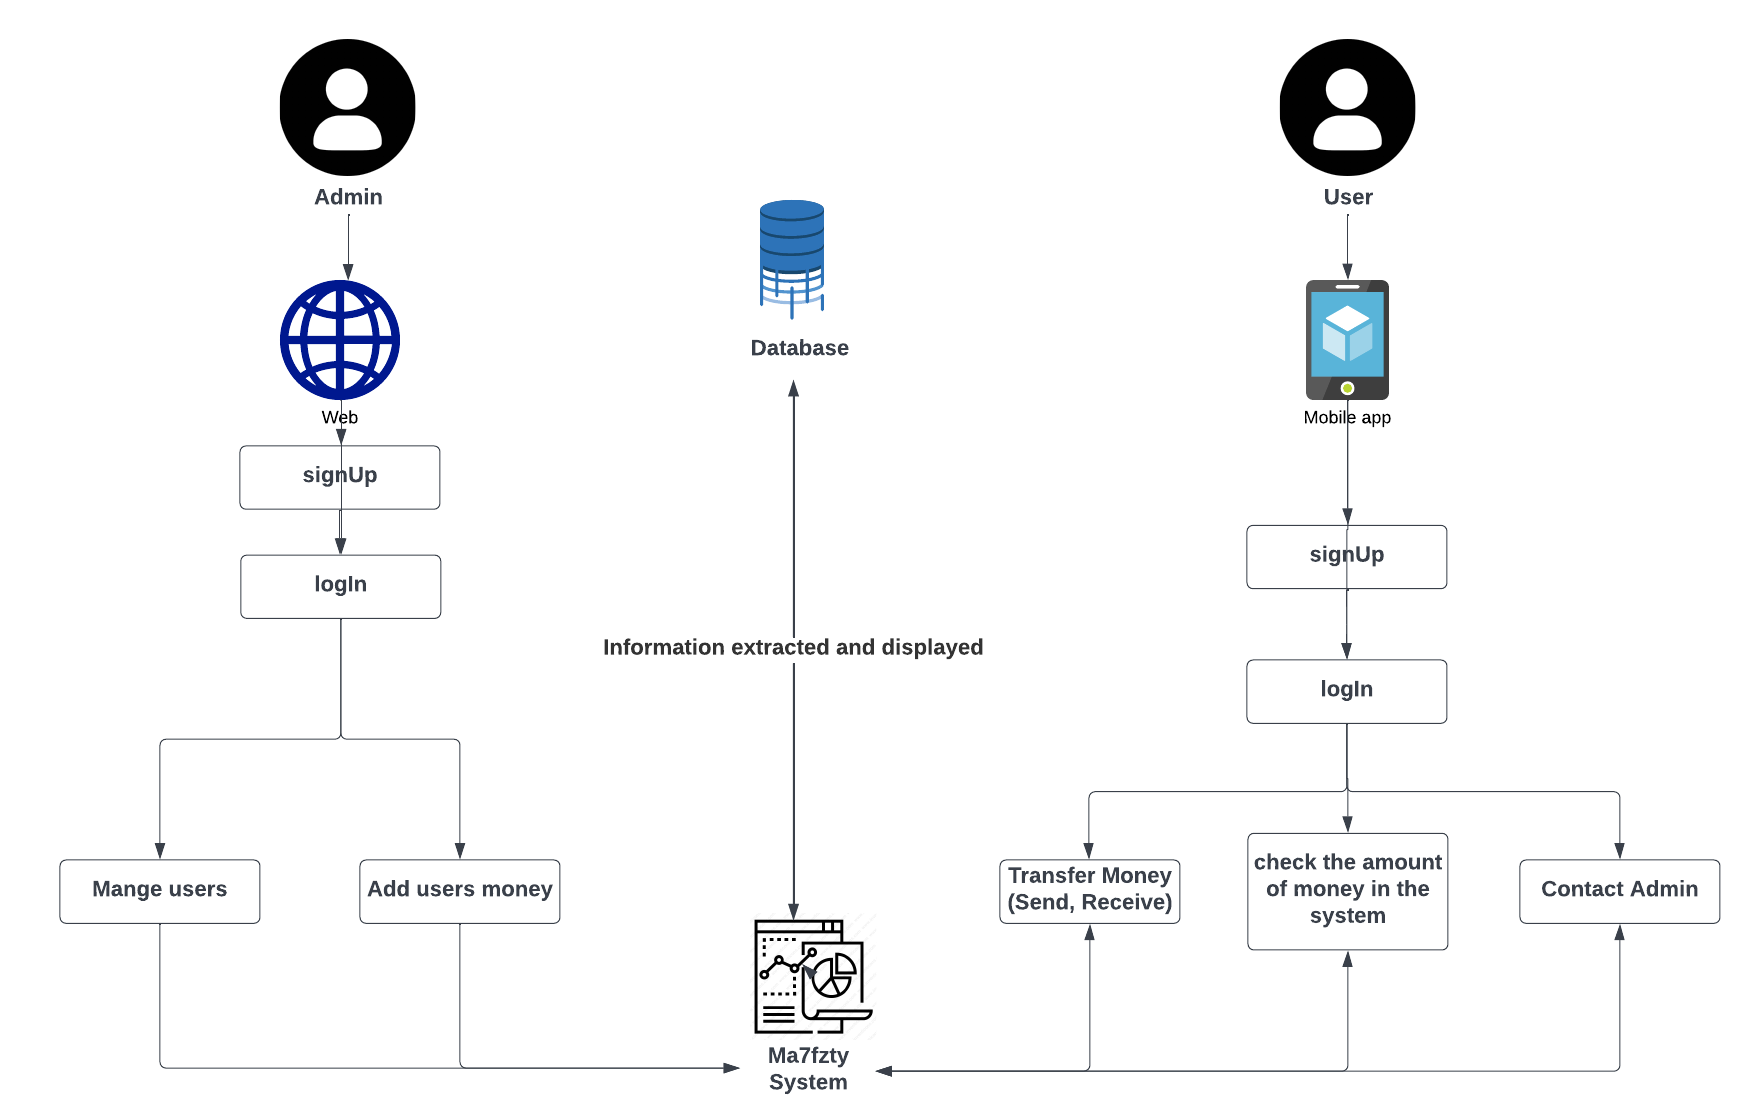 Admin
User
Database
Web
Mobile app
signUp
signUp
logIn
Information extracted and displayed
logIn
Mange users
Add users money
Transfer Money
(Send, Receive)
check the amount
of money in the
system
Contact Admin
Ma7fzty
System